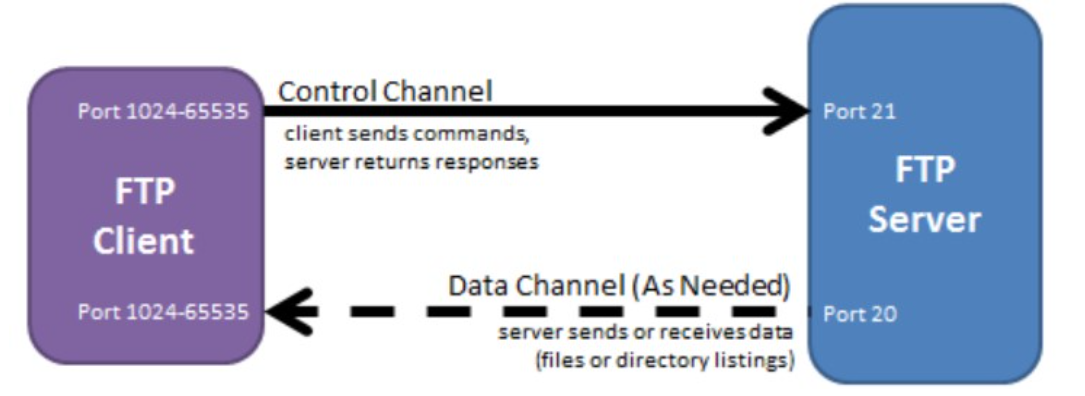 Control Channel
Port 1024-65535
Port 21
client sends commands,
server returns responses
FTP
Client
FTP
Server
Data Channel (As Needed)
Port 1024-65535
Port 20
server sends or receives data
(files or directory listings)